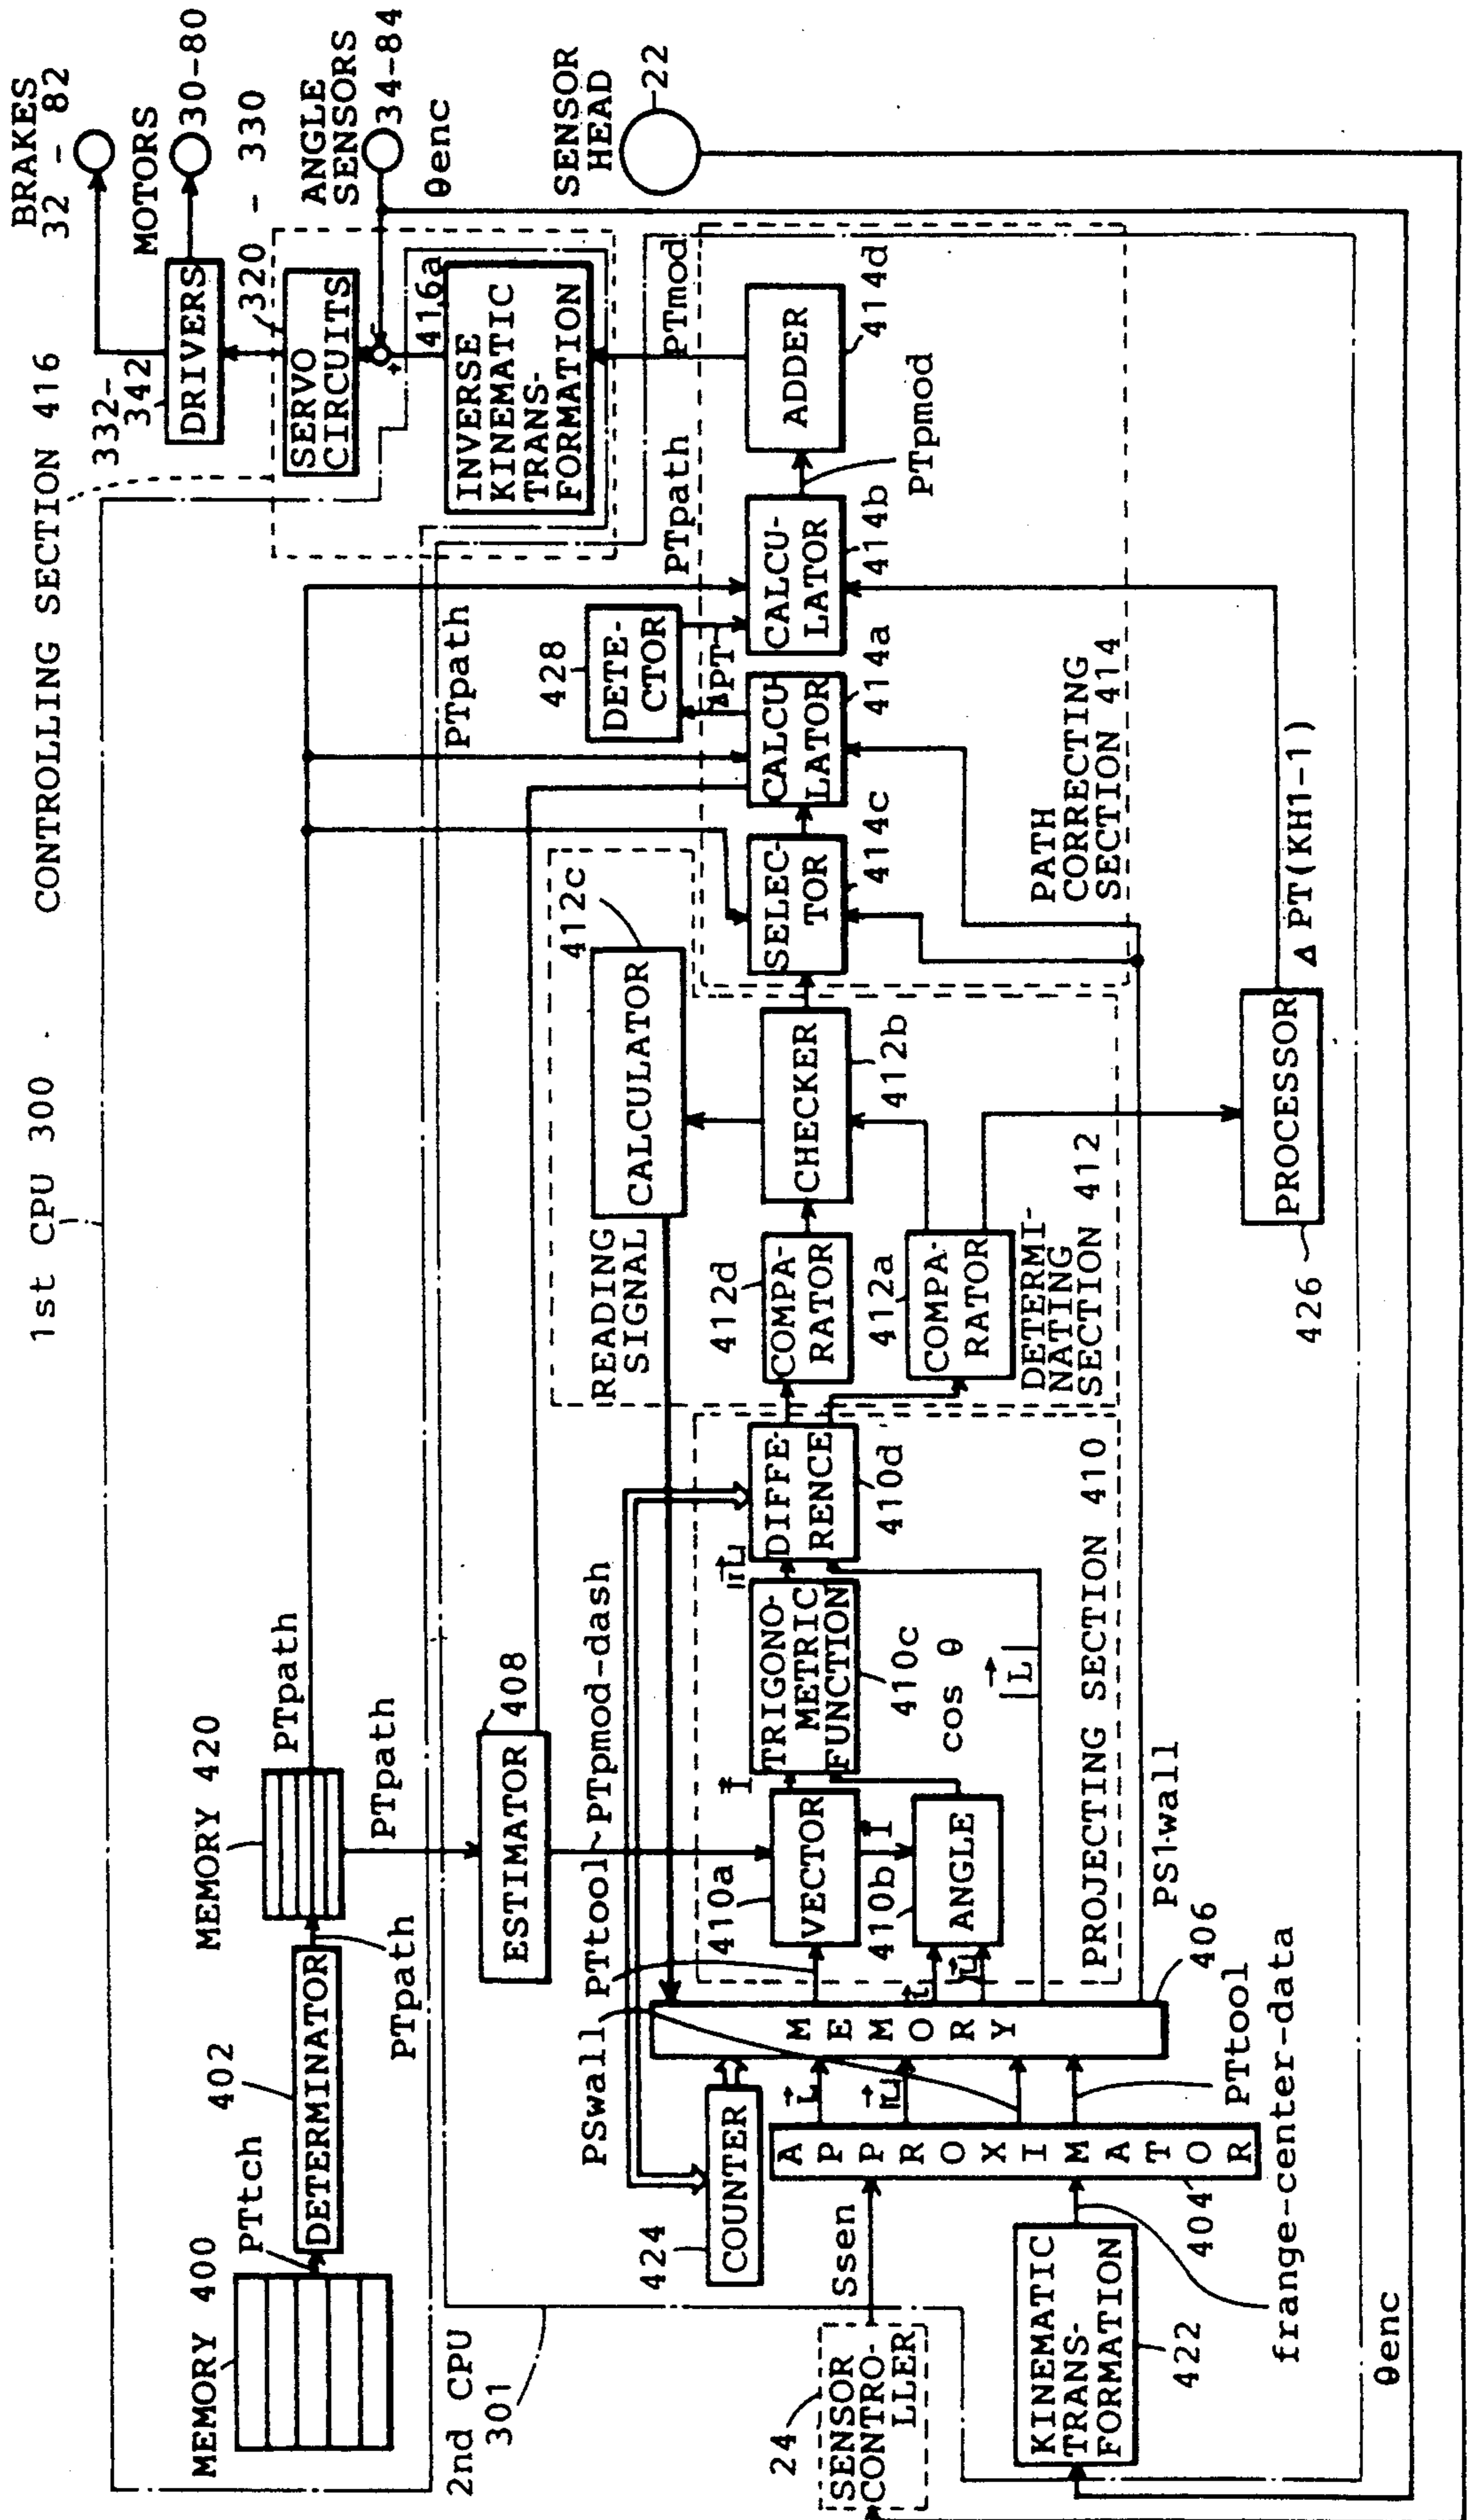 1st CPU 300
CONTROLLING SECTION 416
BRAKES
32 - 82
MOTORS
30-80
332-
342
DRIVERS
320 - 330
ANGLE
SENSORS
34-84
θenc
SERVO
CIRCUITS
+
-
416a
INVERSE
KINEMATIC
TRANS-
FORMATION
SENSOR
HEAD
22
MEMORY 400
PTtch
402
DETERMINATOR
PTpath
MEMORY 420
PTpath
PTpath
PTpath
PTpath
PTmod
2nd CPU
301
408
ESTIMATOR
428
DETE-
CTOR
ΔPT
PTtool~PTpmod-dash
PSwall
READING
SIGNAL
CALCULATOR
412c
424
COUNTER
MEMORY
406
410a
VECTOR
410b
ANGLE
TRIGONO-
METRIC
FUNCTION
410c
cos θ
DIFFE-
RENCE
410d
|L|
PROJECTING SECTION 410
412d
COMPA-
RATOR
412a
COMPA-
RATOR
CHECKER
412b
DETERMI-
NATING
SECTION 412
SELEC-
TOR
414c
CALCU
LATOR
414a
CALCU-
LATOR
414b
PTpmod
ADDER
414d
PATH
CORRECTING
SECTION 414
24
SENSOR
CONTRO-
LLER
Ssen
L
APPROXIMATOR
404
KINEMATIC
TRANS-
FORMATION
422
PTtool
frange-center-data
PS1-wall
426
PROCESSOR
Δ PT(KH1-1)
θenc